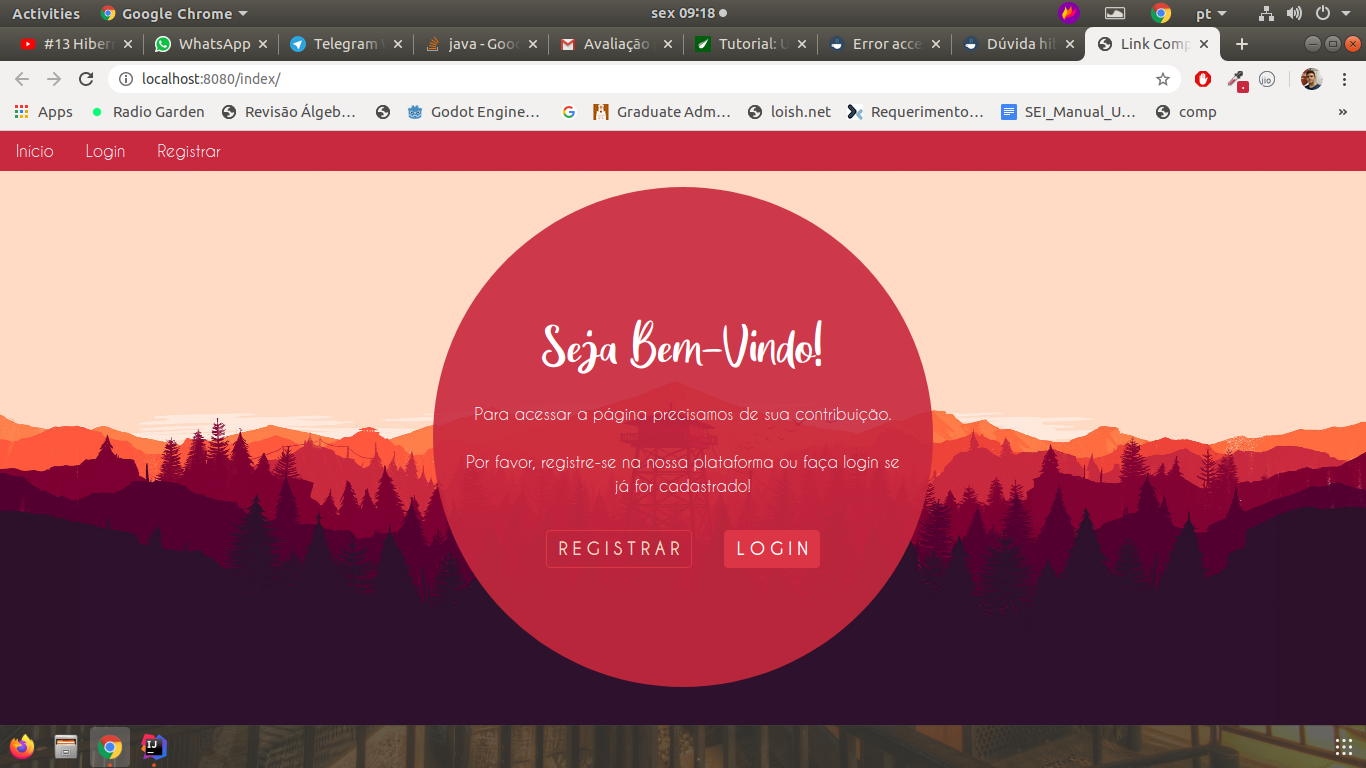 Activities Google Chrome sex 09:18 pt
#13 Hibern WhatsApp Telegram java - Goo Avaliação Tutorial: U Error acce Dúvida hi Link Comp
localhost:8080/index/ jio
Apps Radio Garden Revisão Álgeb… Godot Engine… Graduate Adm… loish.net Requerimento… SEI_Manual_U… comp »
Início Login Registrar
Seja Bem-Vindo!
Para acessar a página precisamos de sua contribuição.
Por favor, registre-se na nossa plataforma ou faça login se
já for cadastrado!
REGISTRAR LOGIN
IJ